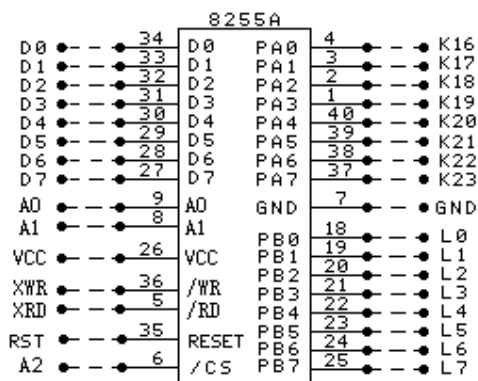 8255A
D0 34 D0 PA0 4 K16
D1 33 D1 PA1 3 K17
D2 32 D2 PA2 2 K18
D3 31 D3 PA3 1 K19
D4 30 D4 PA4 40 K20
D5 29 D5 PA5 39 K21
D6 28 D6 PA6 38 K22
D7 27 D7 PA7 37 K23
A0 9 A0 GND 7 GND
A1 8 A1 PB0 18 L0
VCC 26 VCC PB1 19 L1
PB2 20 L2
XWR 36 /WR PB3 21 L3
XRD 5 /RD PB4 22 L4
PB5 23 L5
RST 35 RESET PB6 24 L6
A2 6 /CS PB7 25 L7